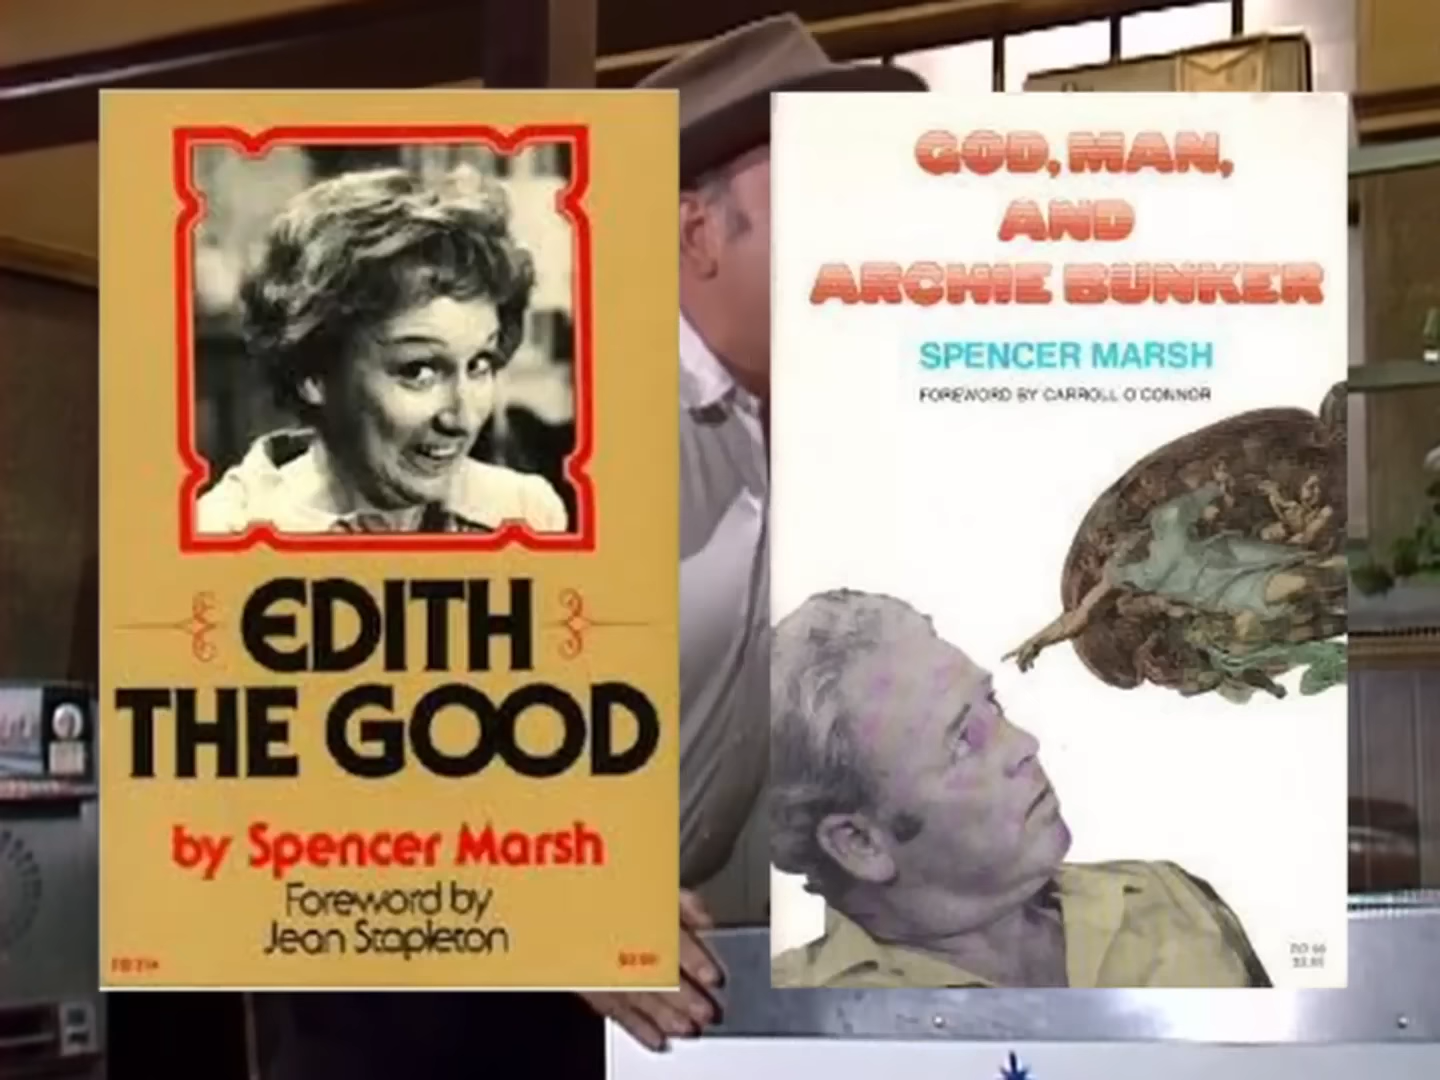 EDITH
THE GOOD
by Spencer Marsh
Foreword by
Jean Stapleton
GOD, MAN,
AND
ARCHIE BUNKER
SPENCER MARSH
FOREWORD BY CARROLL O'CONNOR